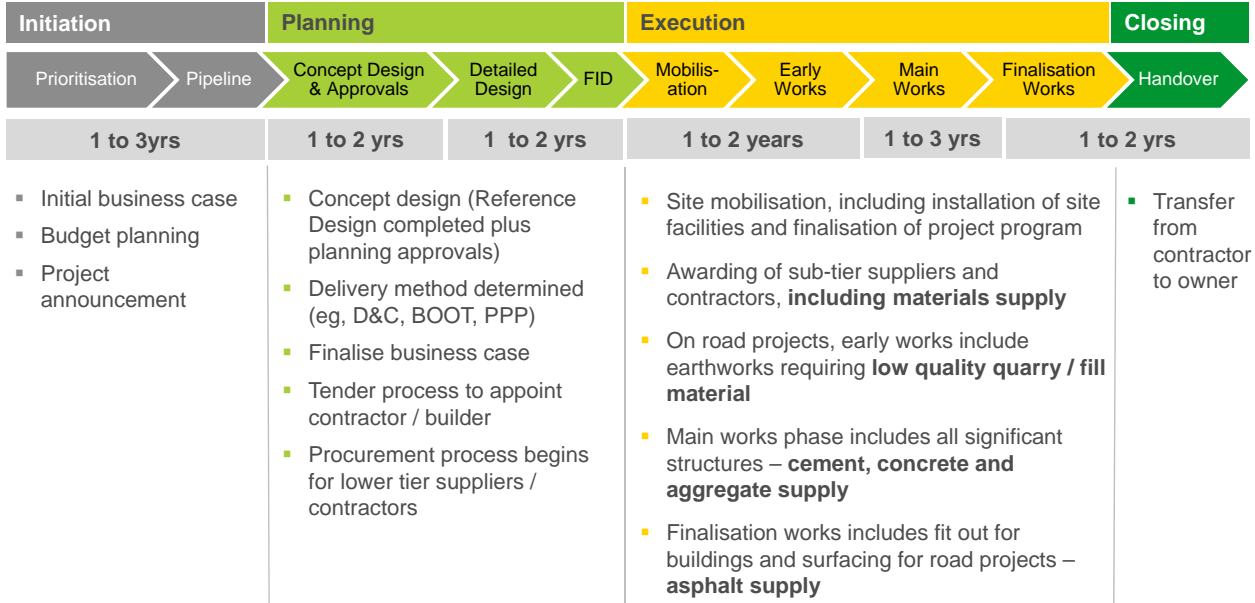 Initiation
Planning
Execution
Closing
Prioritisation
Pipeline
Concept Design
& Approvals
Detailed
Design
FID
Mobilis-
ation
Early
Works
Main
Works
Finalisation
Works
Handover
1 to 3yrs
1 to 2 yrs
1 to 2 yrs
1 to 2 years
1 to 3 yrs
1 to 2 yrs
▪ Initial business case
▪ Budget planning
▪ Project
announcement
▪ Concept design (Reference
Design completed plus
planning approvals)
▪ Delivery method determined
(eg, D&C, BOOT, PPP)
▪ Finalise business case
▪ Tender process to appoint
contractor / builder
▪ Procurement process begins
for lower tier suppliers /
contractors
▪ Site mobilisation, including installation of site
facilities and finalisation of project program
▪ Awarding of sub-tier suppliers and
contractors, including materials supply
▪ On road projects, early works include
earthworks requiring low quality quarry / fill
material
▪ Main works phase includes all significant
structures – cement, concrete and
aggregate supply
▪ Finalisation works includes fit out for
buildings and surfacing for road projects –
asphalt supply
▪ Transfer
from
contractor
to owner